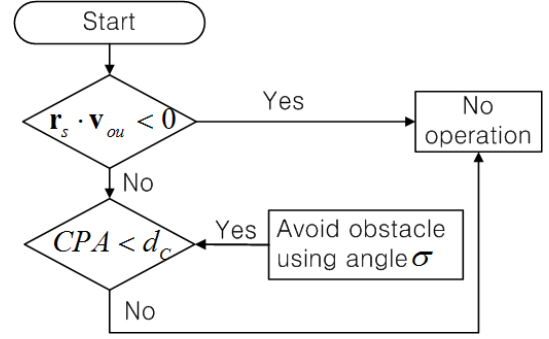 Start
r_s · v_ou < 0
Yes
No
operation
No
CPA < d_C
Yes
Avoid obstacle
using angle σ
No